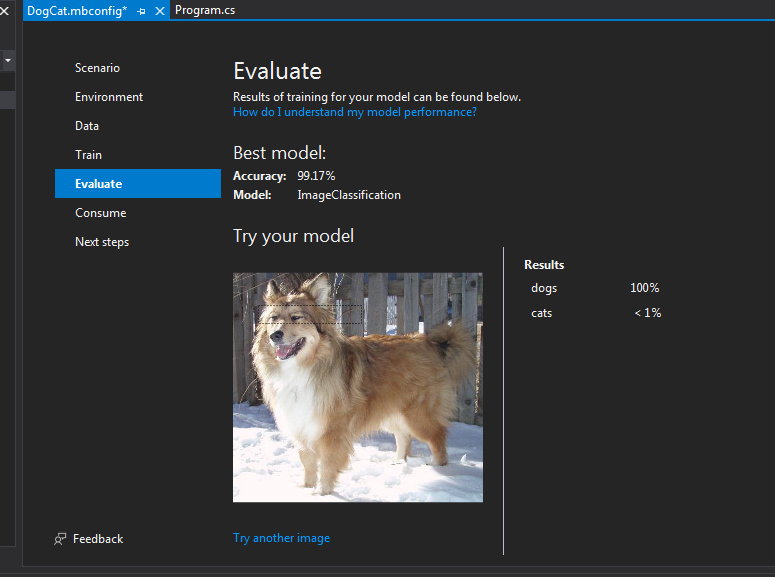 DogCat.mbconfig*
Program.cs
Scenario
Environment
Data
Train
Evaluate
Consume
Next steps
Feedback
Evaluate
Results of training for your model can be found below.
How do I understand my model performance?
Best model:
Accuracy: 99.17%
Model: ImageClassification
Try your model
Try another image
Results
dogs 100%
cats < 1%